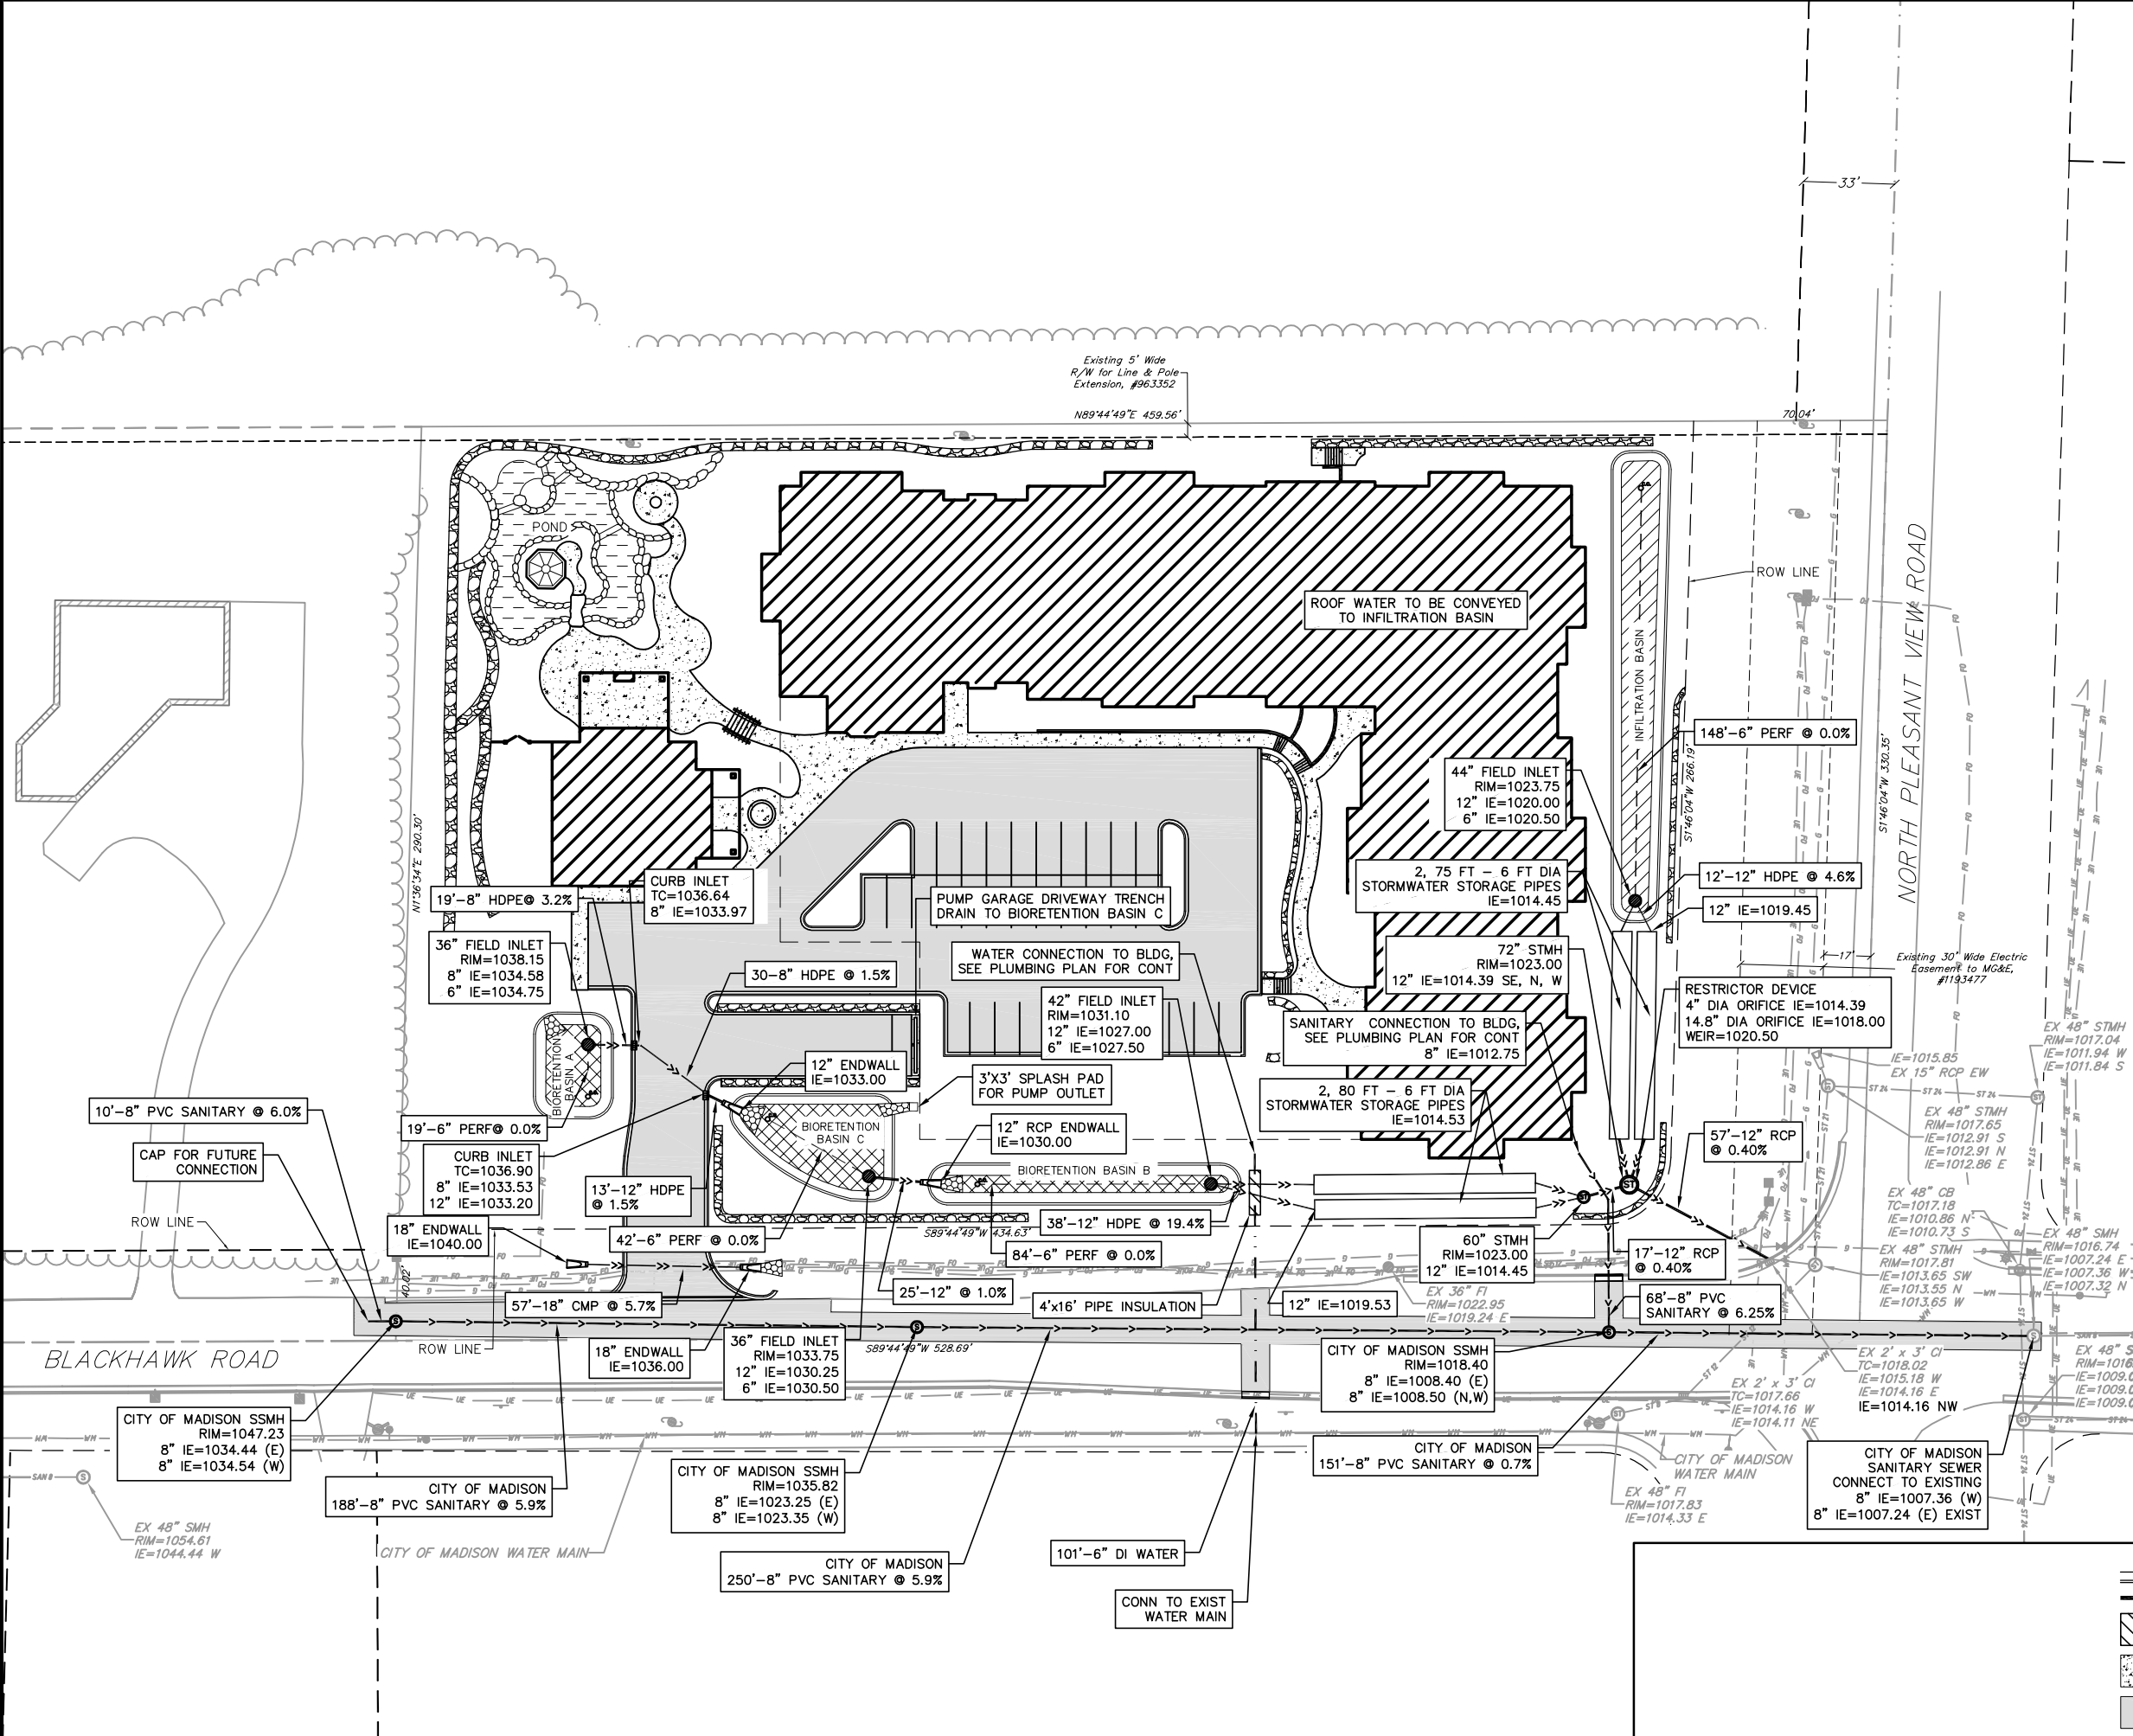 33'
Existing 5' Wide
R/W for Line & Pole
Extension, #963352
N89°44'49"E 459.56'
70.04'
POND
ROW LINE
ROOF WATER TO BE CONVEYED
TO INFILTRATION BASIN
INFILTRATION BASIN
NORTH PLEASANT VIEW ROAD
148'-6" PERF @ 0.0%
S1°46'04"W 266.19'
S1°46'04"W 330.35'
N1°36'34"E 290.30'
44" FIELD INLET
RIM=1023.75
12" IE=1020.00
6" IE=1020.50
2, 75 FT - 6 FT DIA
STORMWATER STORAGE PIPES
IE=1014.45
12'-12" HDPE @ 4.6%
12" IE=1019.45
19'-8" HDPE@ 3.2%
CURB INLET
TC=1036.64
8" IE=1033.97
PUMP GARAGE DRIVEWAY TRENCH
DRAIN TO BIORETENTION BASIN C
36" FIELD INLET
RIM=1038.15
8" IE=1034.58
6" IE=1034.75
WATER CONNECTION TO BLDG,
SEE PLUMBING PLAN FOR CONT
30-8" HDPE @ 1.5%
72" STMH
RIM=1023.00
12" IE=1014.39 SE, N, W
17'
Existing 30' Wide Electric
Easement to MG&E,
#1193477
42" FIELD INLET
RIM=1031.10
12" IE=1027.00
6" IE=1027.50
RESTRICTOR DEVICE
4" DIA ORIFICE IE=1014.39
14.8" DIA ORIFICE IE=1018.00
WEIR=1020.50
SANITARY CONNECTION TO BLDG,
SEE PLUMBING PLAN FOR CONT
8" IE=1012.75
EX 48" STMH
RIM=1017.04
IE=1011.94 W
IE=1011.84 S
IE=1015.85
EX 15" RCP EW
BIORETENTION
BASIN A
12" ENDWALL
IE=1033.00
3'X3' SPLASH PAD
FOR PUMP OUTLET
2, 80 FT - 6 FT DIA
STORMWATER STORAGE PIPES
IE=1014.53
10'-8" PVC SANITARY @ 6.0%
EX 48" STMH
RIM=1017.65
IE=1012.91 S
IE=1012.91 N
IE=1012.86 E
19'-6" PERF@ 0.0%
BIORETENTION
BASIN C
12" RCP ENDWALL
IE=1030.00
57'-12" RCP
@ 0.40%
CAP FOR FUTURE
CONNECTION
CURB INLET
TC=1036.90
8" IE=1033.53
12" IE=1033.20
BIORETENTION BASIN B
13'-12" HDPE
@ 1.5%
EX 48" CB
TC=1017.18
IE=1010.86 N
IE=1010.73 S
ROW LINE
18" ENDWALL
IE=1040.00
38'-12" HDPE @ 19.4%
S89°44'49"W 434.63'
42'-6" PERF @ 0.0%
84'-6" PERF @ 0.0%
60" STMH
RIM=1023.00
12" IE=1014.45
17'-12" RCP
@ 0.40%
EX 48" STMH
RIM=1017.81
IE=1013.65 SW
IE=1013.55 N
IE=1013.65 W
EX 48" SMH
RIM=1016.74
IE=1007.24 E
IE=1007.36 W
IE=1007.32 N
40.02'
57'-18" CMP @ 5.7%
25'-12" @ 1.0%
4'x16' PIPE INSULATION
12" IE=1019.53
EX 36" FI
RIM=1022.95
IE=1019.24 E
68'-8" PVC
SANITARY @ 6.25%
BLACKHAWK ROAD
ROW LINE
18" ENDWALL
IE=1036.00
36" FIELD INLET
RIM=1033.75
12" IE=1030.25
6" IE=1030.50
S89°44'49"W 528.69'
CITY OF MADISON SSMH
RIM=1018.40
8" IE=1008.40 (E)
8" IE=1008.50 (N,W)
EX 2' x 3' CI
TC=1018.02
IE=1015.18 W
IE=1014.16 E
IE=1014.16 NW
EX 2' x 3' CI
TC=1017.66
IE=1014.16 W
IE=1014.11 NE
CITY OF MADISON SSMH
RIM=1047.23
8" IE=1034.44 (E)
8" IE=1034.54 (W)
CITY OF MADISON
188'-8" PVC SANITARY @ 5.9%
CITY OF MADISON SSMH
RIM=1035.82
8" IE=1023.25 (E)
8" IE=1023.35 (W)
CITY OF MADISON
151'-8" PVC SANITARY @ 0.7%
CITY OF MADISON
WATER MAIN
CITY OF MADISON
SANITARY SEWER
CONNECT TO EXISTING
8" IE=1007.36 (W)
8" IE=1007.24 (E) EXIST
EX 48" FI
RIM=1017.83
IE=1014.33 E
EX 48" SMH
RIM=1054.61
IE=1044.44 W
CITY OF MADISON WATER MAIN
CITY OF MADISON
250'-8" PVC SANITARY @ 5.9%
101'-6" DI WATER
CONN TO EXIST
WATER MAIN